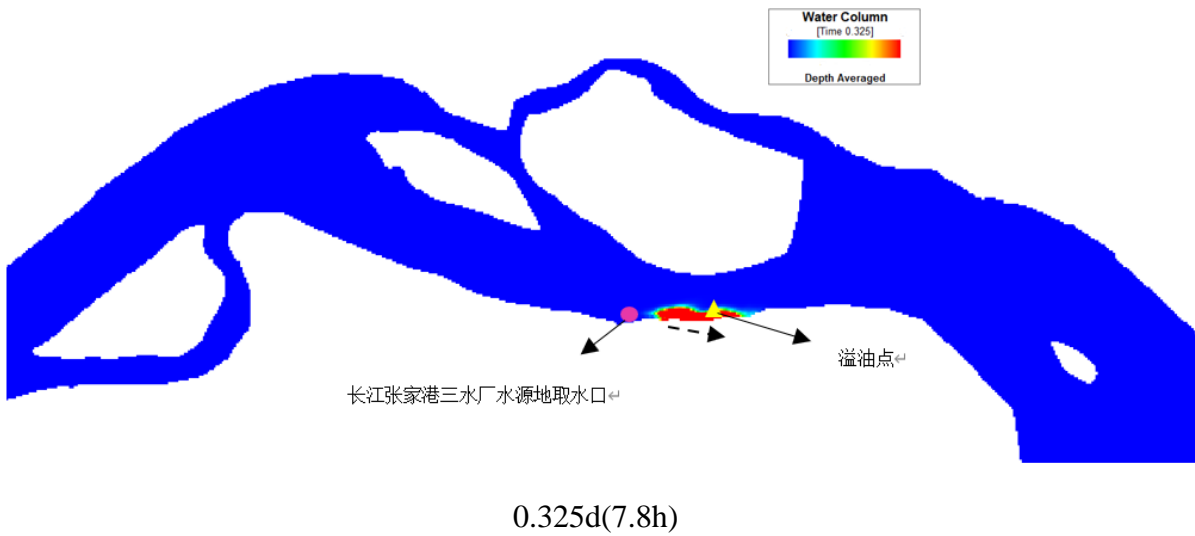 Water Column
[Time 0.325]
Depth Averaged
溢油点↵
长江张家港三水厂水源地取水口↵
0.325d(7.8h)